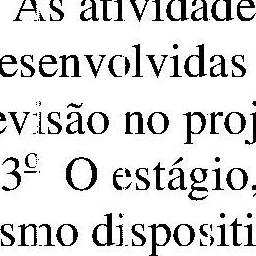 As atividade
esenvolvidas
evisão no proj
3º O estágio,
smo dispositi